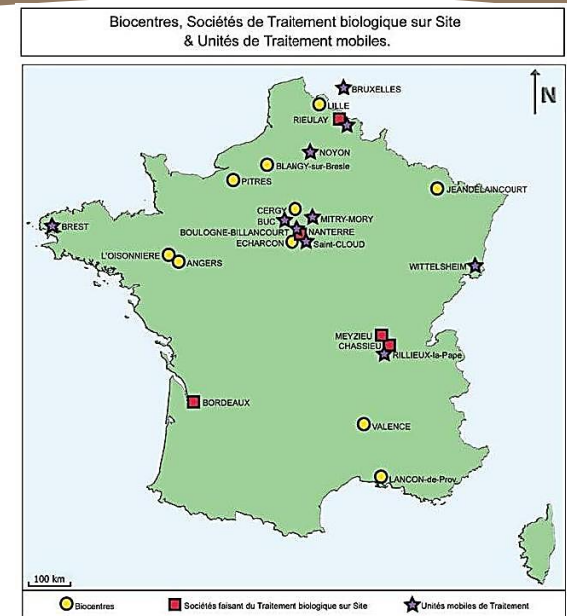 Biocentres, Sociétés de Traitement biologique sur Site
& Unités de Traitement mobiles.
N
BRUXELLES
LILLE
RIEULAY
NOYON
BLANGY-sur-Bresle
PITRES
JEANDELAINCOURT
CERGY
BUC
MITRY-MORY
BREST
BOULOGNE-BILLANCOURT
NANTERRE
ECHARCON
Saint-CLOUD
L'OISONNIERE
ANGERS
WITTELSHEIM
MEYZIEU
CHASSIEU
RILLIEUX-la-Pape
BORDEAUX
VALENCE
LANCON-de-Prov.
100 km
Biocentres
Sociétés faisant du Traitement biologique sur Site
Unités mobiles de Traitement